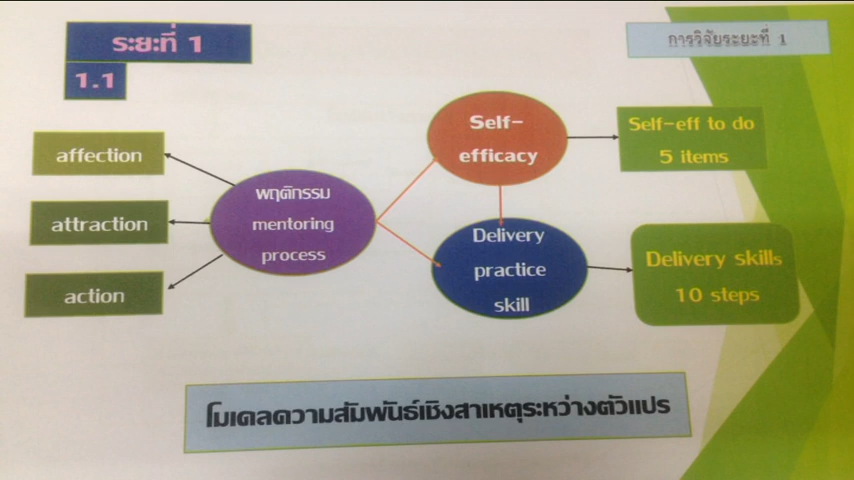 ระยะที่ 1
1.1
การวิจัยระยะที่ 1
affection
attraction
action
พฤติกรรม
mentoring
process
Self-
efficacy
Delivery
practice
skill
Self-eff to do
5 items
Delivery skills
10 steps
โมเดลความสัมพันธ์เชิงสาเหตุระหว่างตัวแปร